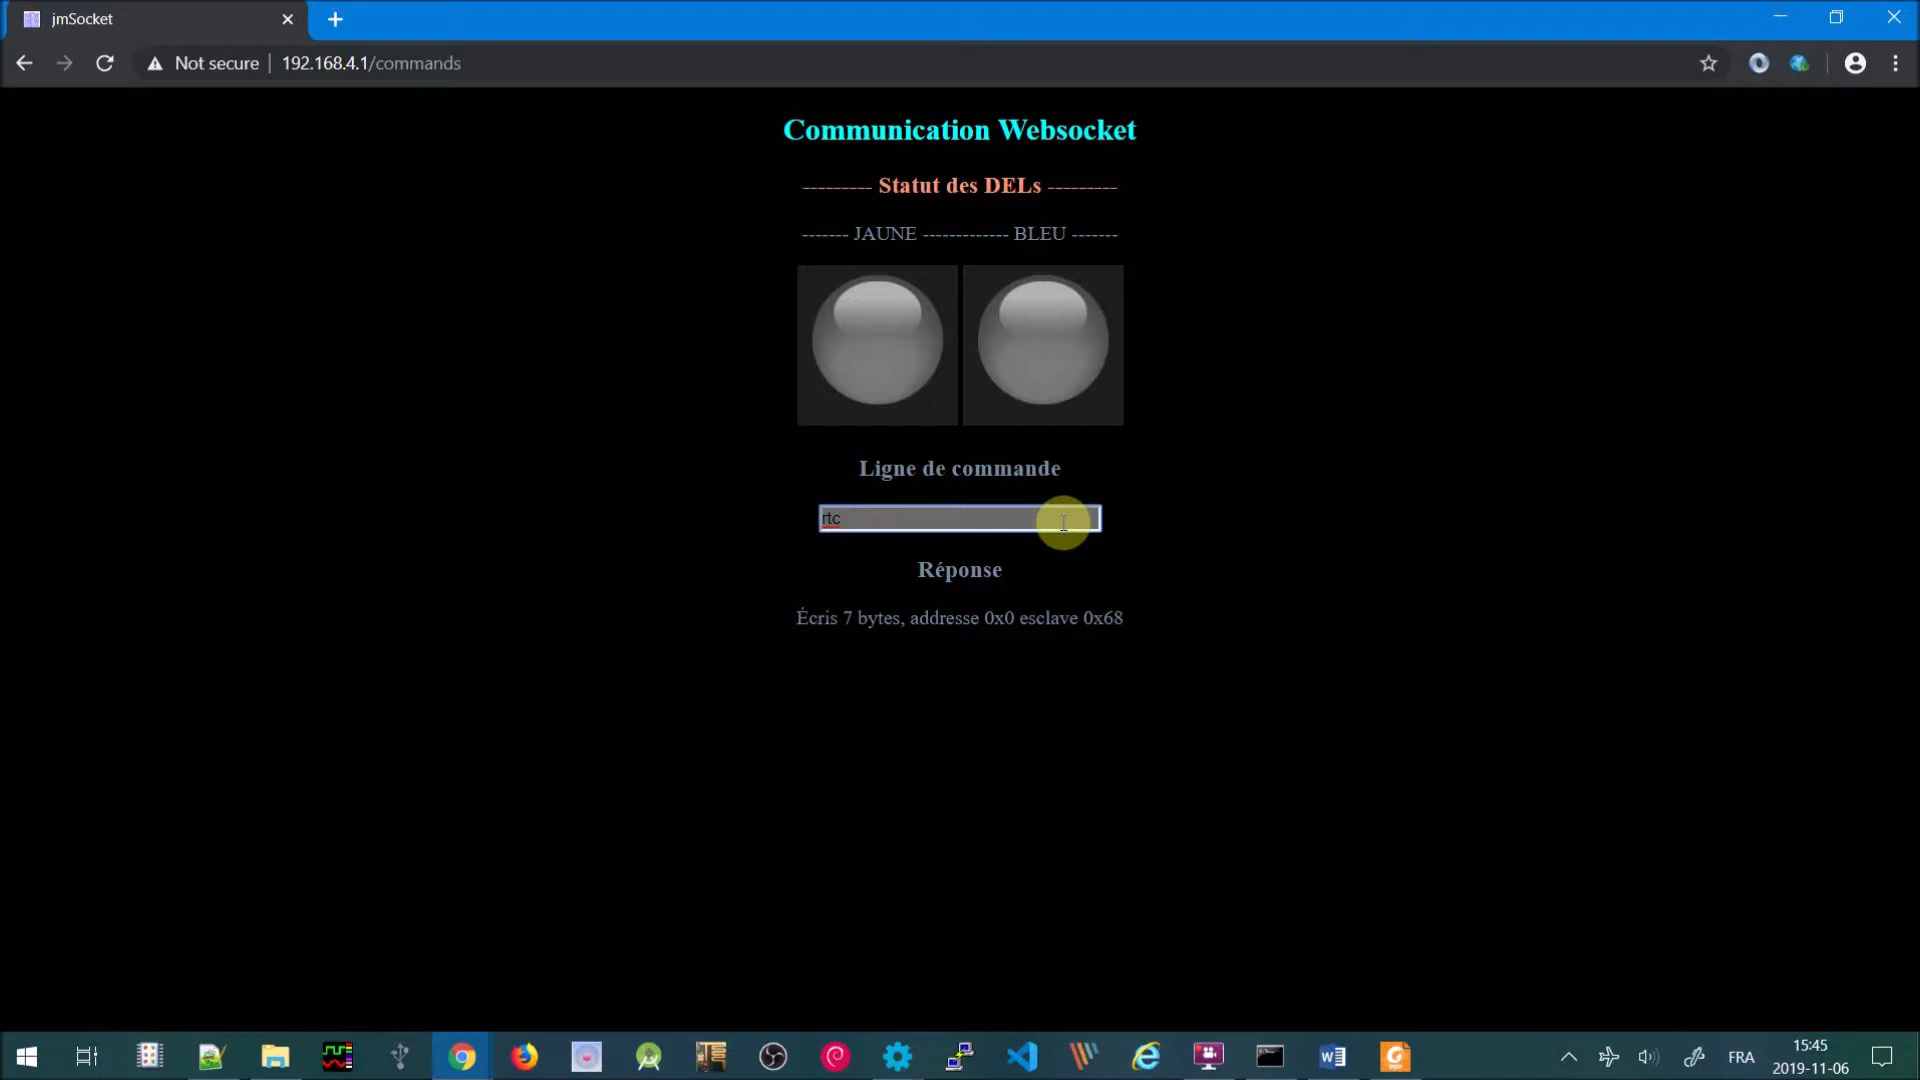 jmSocket
Not secure | 192.168.4.1/commands
Communication Websocket
--------- Statut des DELs ---------
------- JAUNE ------------- BLEU -------
Ligne de commande
rtc
Réponse
Écris 7 bytes, addresse 0x0 esclave 0x68
FRA
15:45
2019-11-06